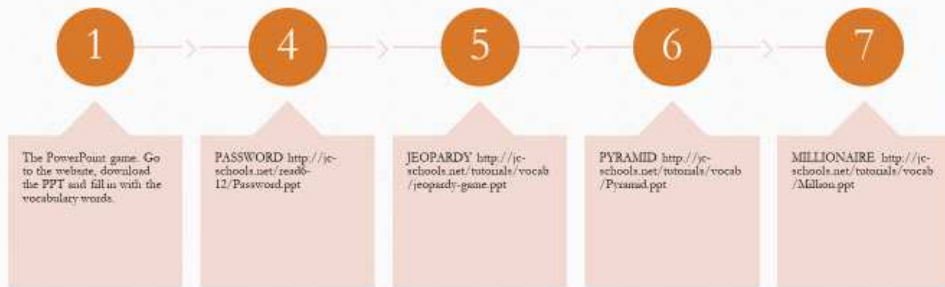 1
4
5
6
7
The PowerPoint game. Go
to the website, download
the PPT and fill in with the
vocabulary words.
PASSWORD http://jc-
schools.net/read6-
12/Password.ppt
JEOPARDY http://jc-
schools.net/tutorials/vocab
/jeopardy-game.ppt
PYRAMID http://jc-
schools.net/tutorials/vocab
/Pyramid.ppt
MILLIONAIRE http://jc-
schools.net/tutorials/vocab
/Million.ppt